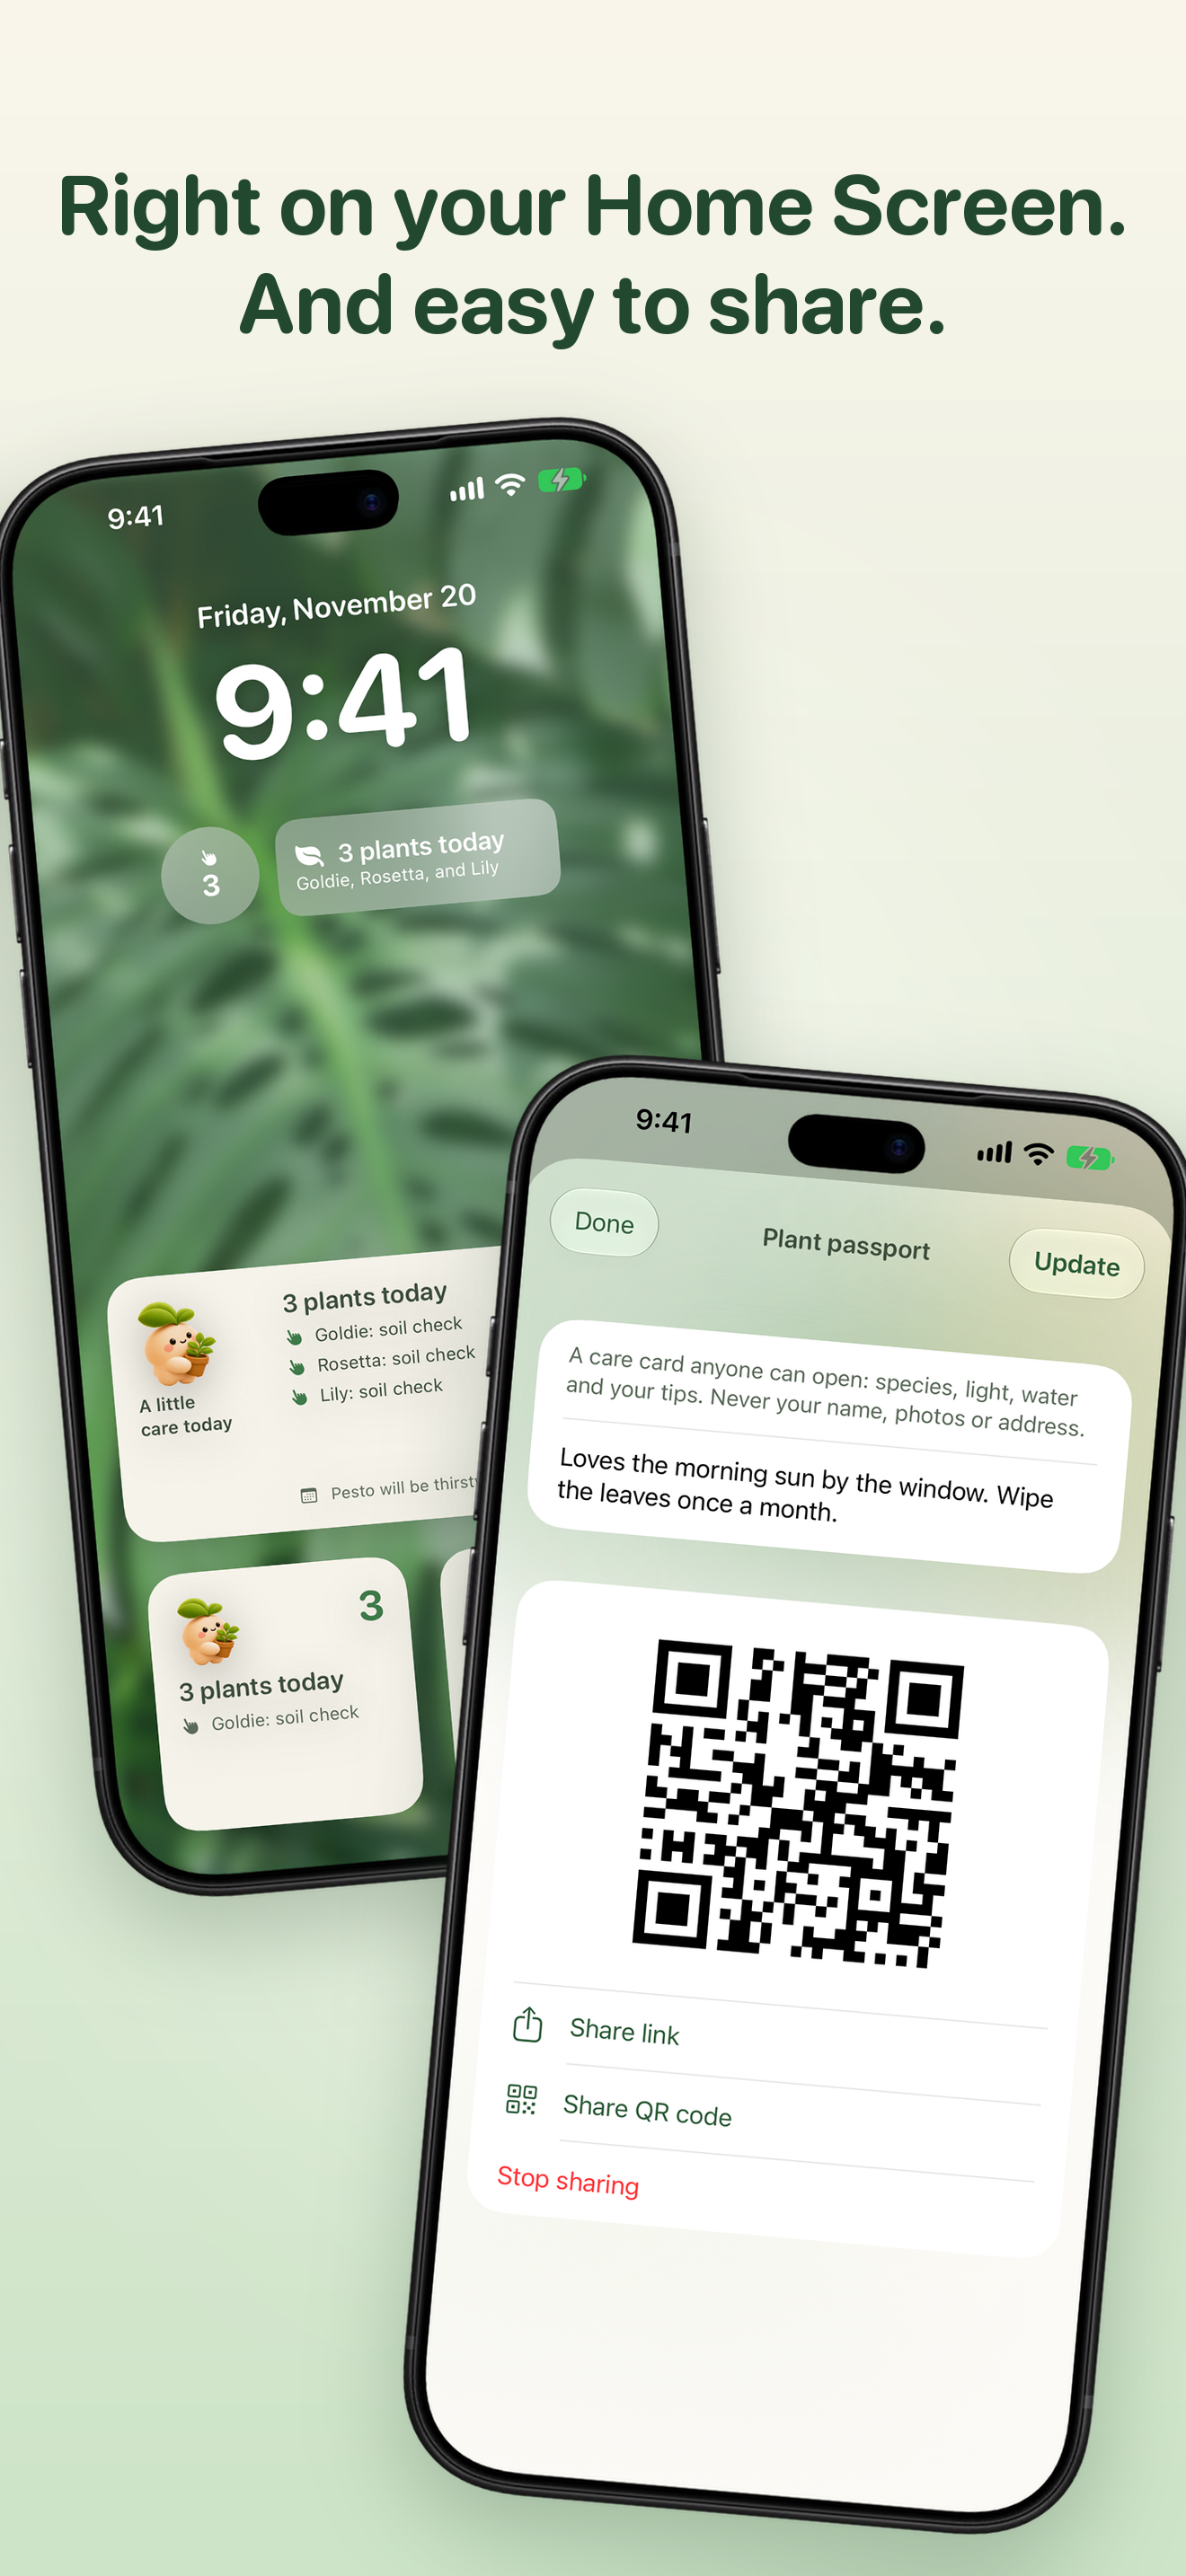 Right on your Home Screen.
And easy to share.
9:41
Friday, November 20
9:41
3
3 plants today
Goldie, Rosetta, and Lily
A little
care today
3 plants today
Goldie: soil check
Rosetta: soil check
Lily: soil check
Pesto will be thirsty
3
3 plants today
Goldie: soil check
9:41
Done
Plant passport
Update
A care card anyone can open: species, light, water
and your tips. Never your name, photos or address.
Loves the morning sun by the window. Wipe
the leaves once a month.
Share link
Share QR code
Stop sharing